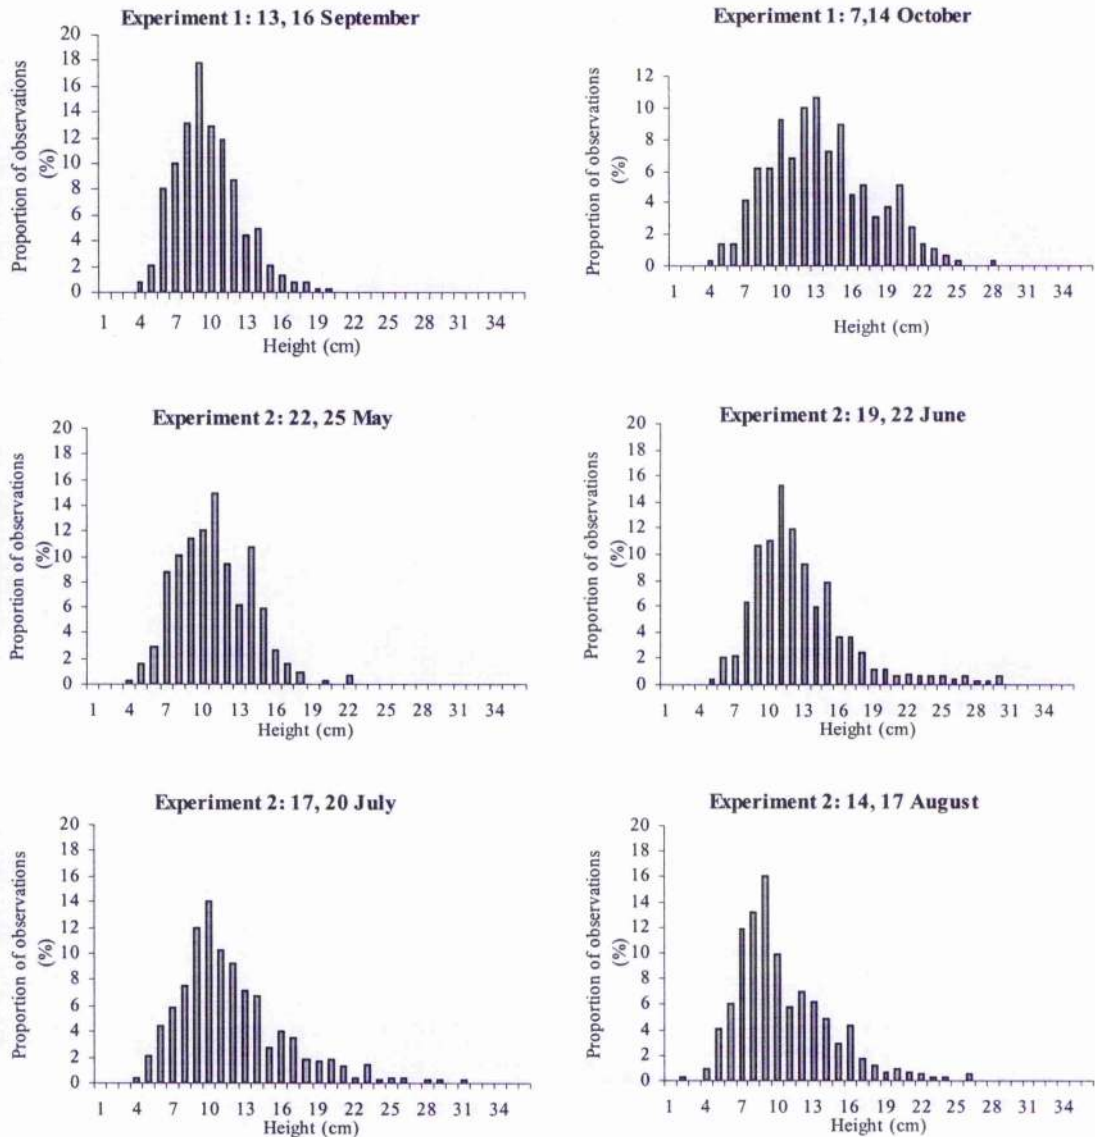 Experiment 1: 13, 16 September
Proportion of observations
(%)
20
18
16
14
12
10
8
6
4
2
0
1 4 7 10 13 16 19 22 25 28 31 34
Height (cm)
Experiment 1: 7,14 October
Proportion of observations
(%)
12
10
8
6
4
2
0
1 4 7 10 13 16 19 22 25 28 31 34
Height (cm)
Experiment 2: 22, 25 May
Proportion of observations
(%)
20
18
16
14
12
10
8
6
4
2
0
1 4 7 10 13 16 19 22 25 28 31 34
Height (cm)
Experiment 2: 19, 22 June
Proportion of observations
(%)
20
18
16
14
12
10
8
6
4
2
0
1 4 7 10 13 16 19 22 25 28 31 34
Height (cm)
Experiment 2: 17, 20 July
Proportion of observations
(%)
20
18
16
14
12
10
8
6
4
2
0
1 4 7 10 13 16 19 22 25 28 31 34
Height (cm)
Experiment 2: 14, 17 August
Proportion of observations
(%)
20
18
16
14
12
10
8
6
4
2
0
1 4 7 10 13 16 19 22 25 28 31 34
Height (cm)